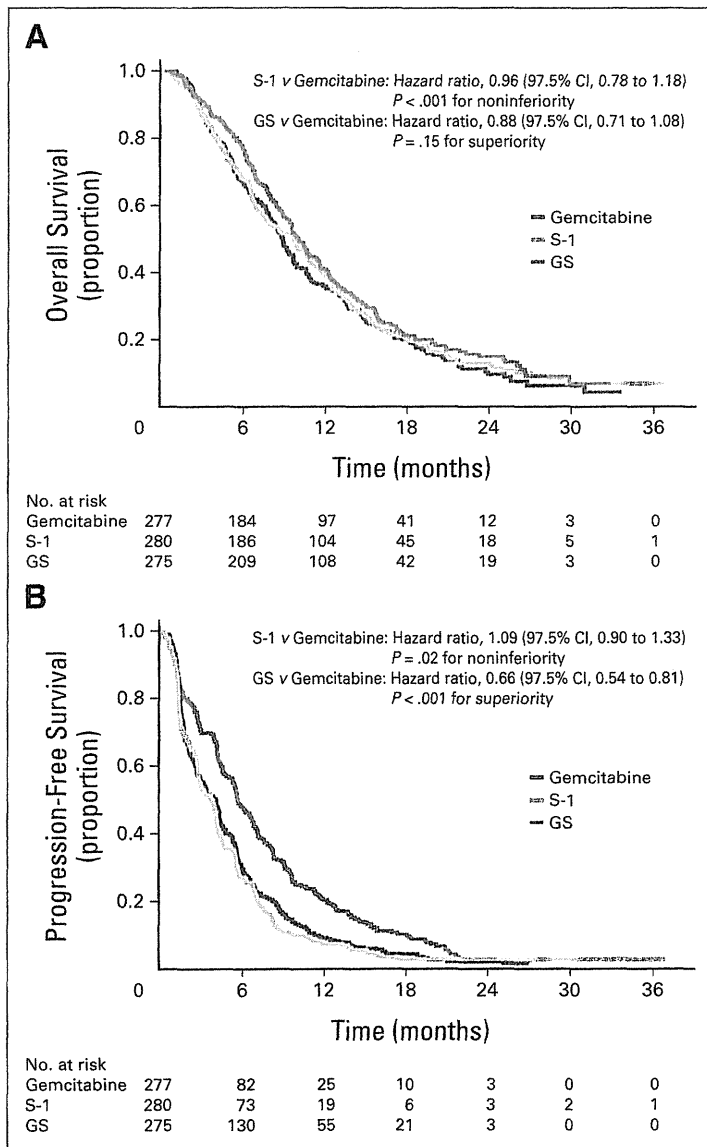 A
S-1 v Gemcitabine: Hazard ratio, 0.96 (97.5% CI, 0.78 to 1.18)
P < .001 for noninferiority
GS v Gemcitabine: Hazard ratio, 0.88 (97.5% CI, 0.71 to 1.08)
P = .15 for superiority
Overall Survival
(proportion)
1.0
0.8
0.6
0.4
0.2
Gemcitabine
S-1
GS
0 6 12 18 24 30 36
Time (months)
No. at risk
Gemcitabine 277 184 97 41 12 3 0
S-1 280 186 104 45 18 5 1
GS 275 209 108 42 19 3 0
B
S-1 v Gemcitabine: Hazard ratio, 1.09 (97.5% CI, 0.90 to 1.33)
P = .02 for noninferiority
GS v Gemcitabine: Hazard ratio, 0.66 (97.5% CI, 0.54 to 0.81)
P < .001 for superiority
Progression-Free Survival
(proportion)
1.0
0.8
0.6
0.4
0.2
Gemcitabine
S-1
GS
0 6 12 18 24 30 36
Time (months)
No. at risk
Gemcitabine 277 82 25 10 3 0 0
S-1 280 73 19 6 3 2 1
GS 275 130 55 21 3 0 0